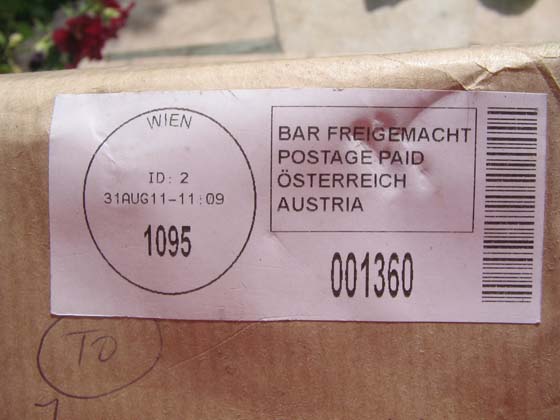 WIEN
ID: 2
31AUG11-11:09
1095
BAR FREIGEMACHT
POSTAGE PAID
ÖSTERREICH
AUSTRIA
001360
TO